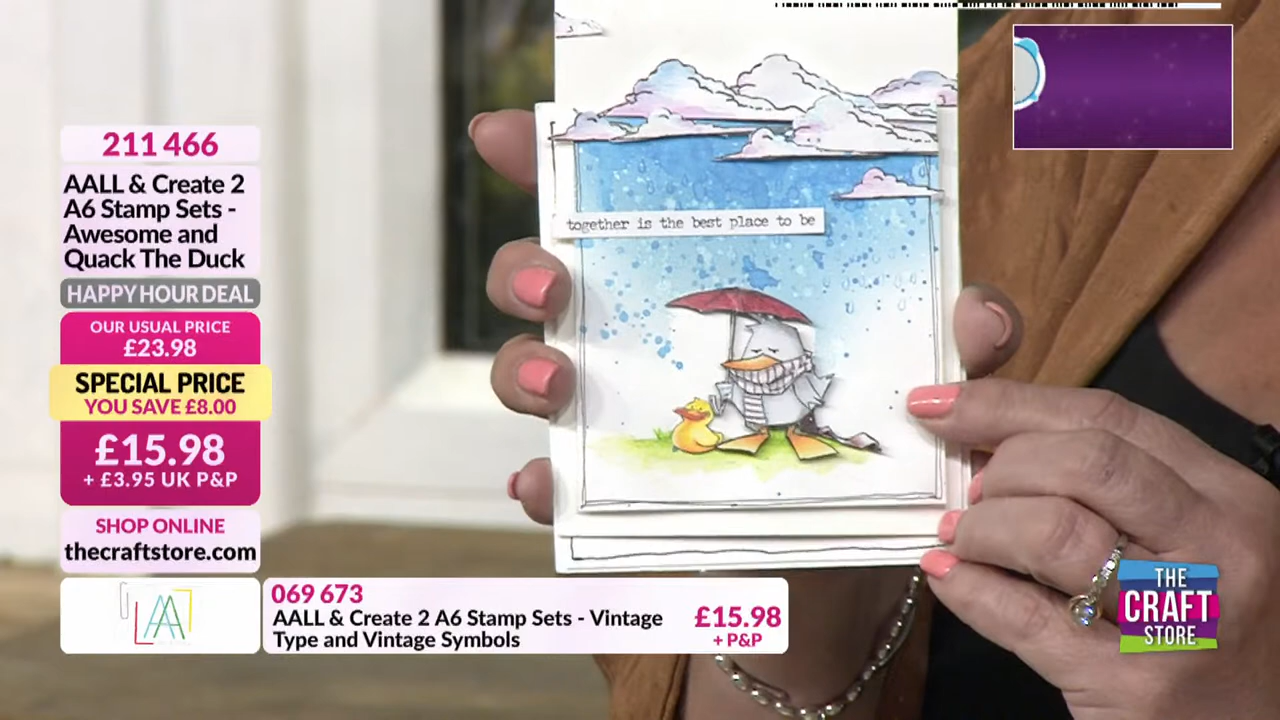 211 466
AALL & Create 2
A6 Stamp Sets -
Awesome and
Quack The Duck
HAPPY HOUR DEAL
OUR USUAL PRICE
£23.98
SPECIAL PRICE
YOU SAVE £8.00
£15.98
+ £3.95 UK P&P
SHOP ONLINE
thecraftstore.com
together is the best place to be
069 673
AALL & Create 2 A6 Stamp Sets - Vintage
Type and Vintage Symbols
£15.98
+ P&P
LAA
THE
CRAFT
STORE